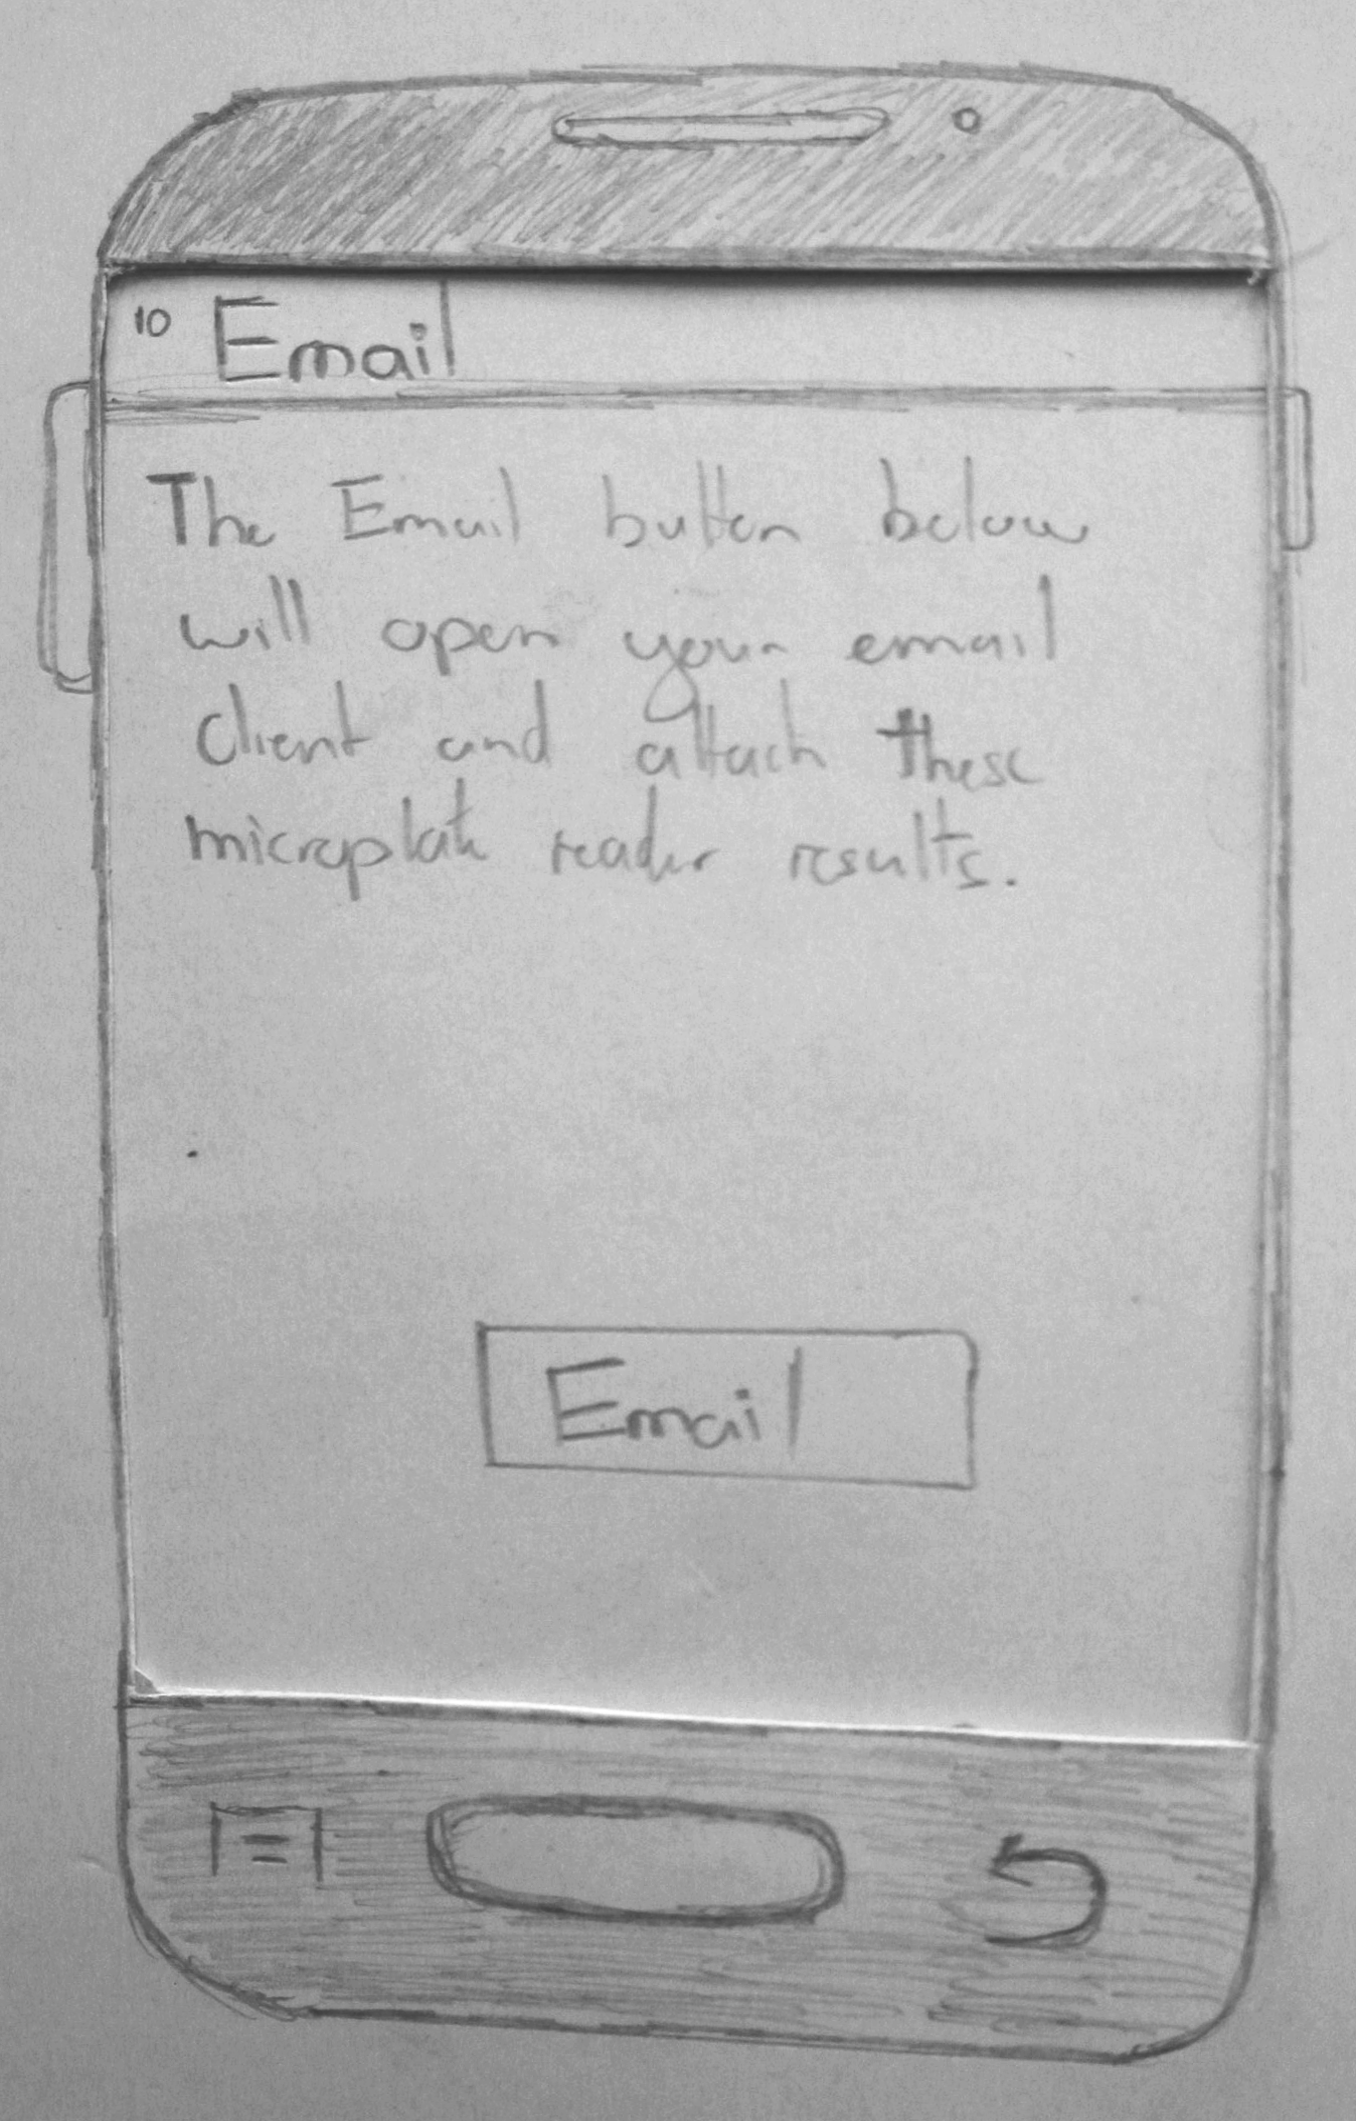 10 Email
The Email button below
will open your email
client and attach these
microplate reader results.
Email